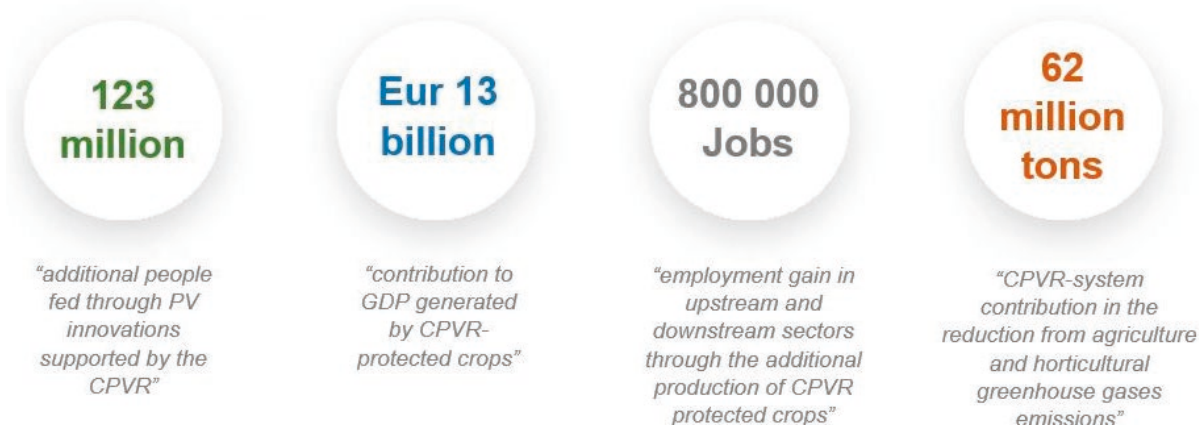 123
million
“additional people
fed through PV
innovations
supported by the
CPVR”
Eur 13
billion
“contribution to
GDP generated
by CPVR-
protected crops”
800 000
Jobs
“employment gain in
upstream and
downstream sectors
through the additional
production of CPVR
protected crops”
62
million
tons
“CPVR-system
contribution in the
reduction from agriculture
and horticultural
greenhouse gases
emissions”